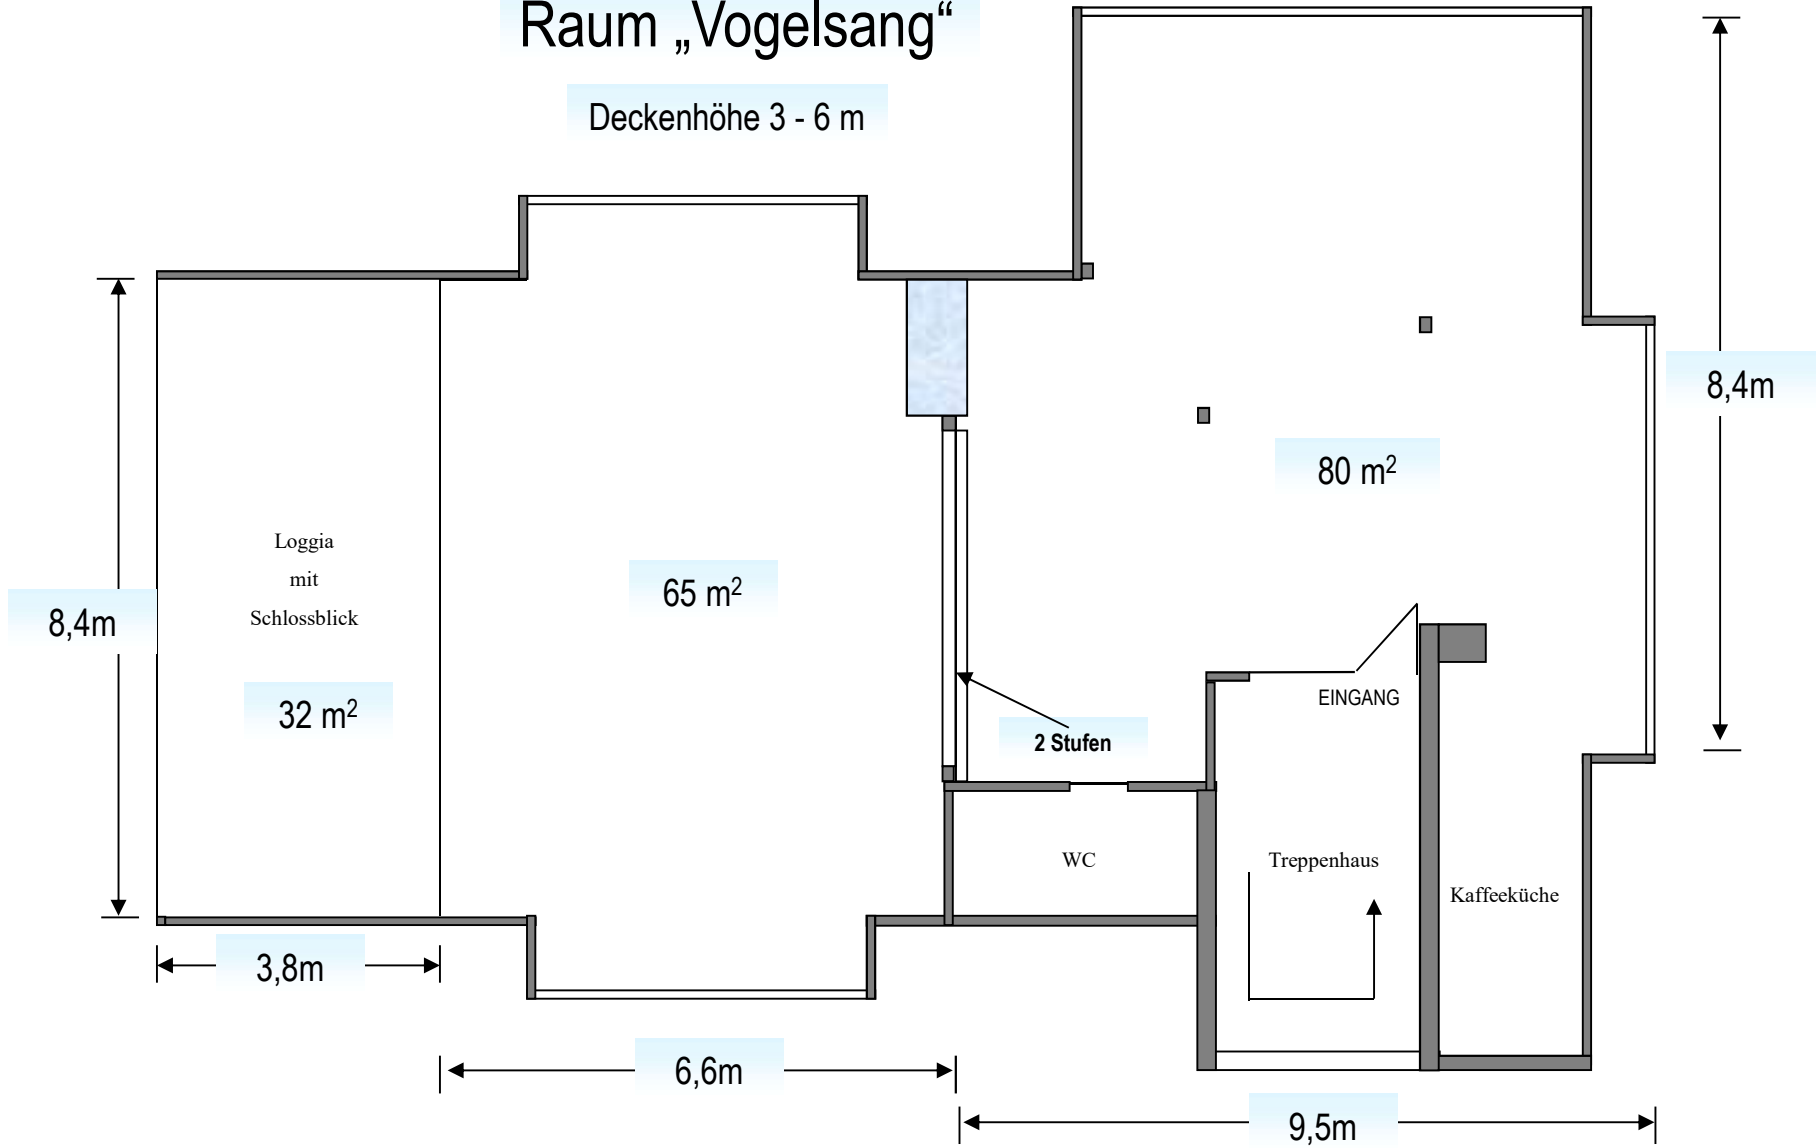 Raum „Vogelsang“
Deckenhöhe 3 - 6 m
8,4m
80 m²
Loggia
mit
Schlossblick
65 m²
8,4m
32 m²
EINGANG
2 Stufen
WC
Treppenhaus
Kaffeeküche
3,8m
6,6m
9,5m